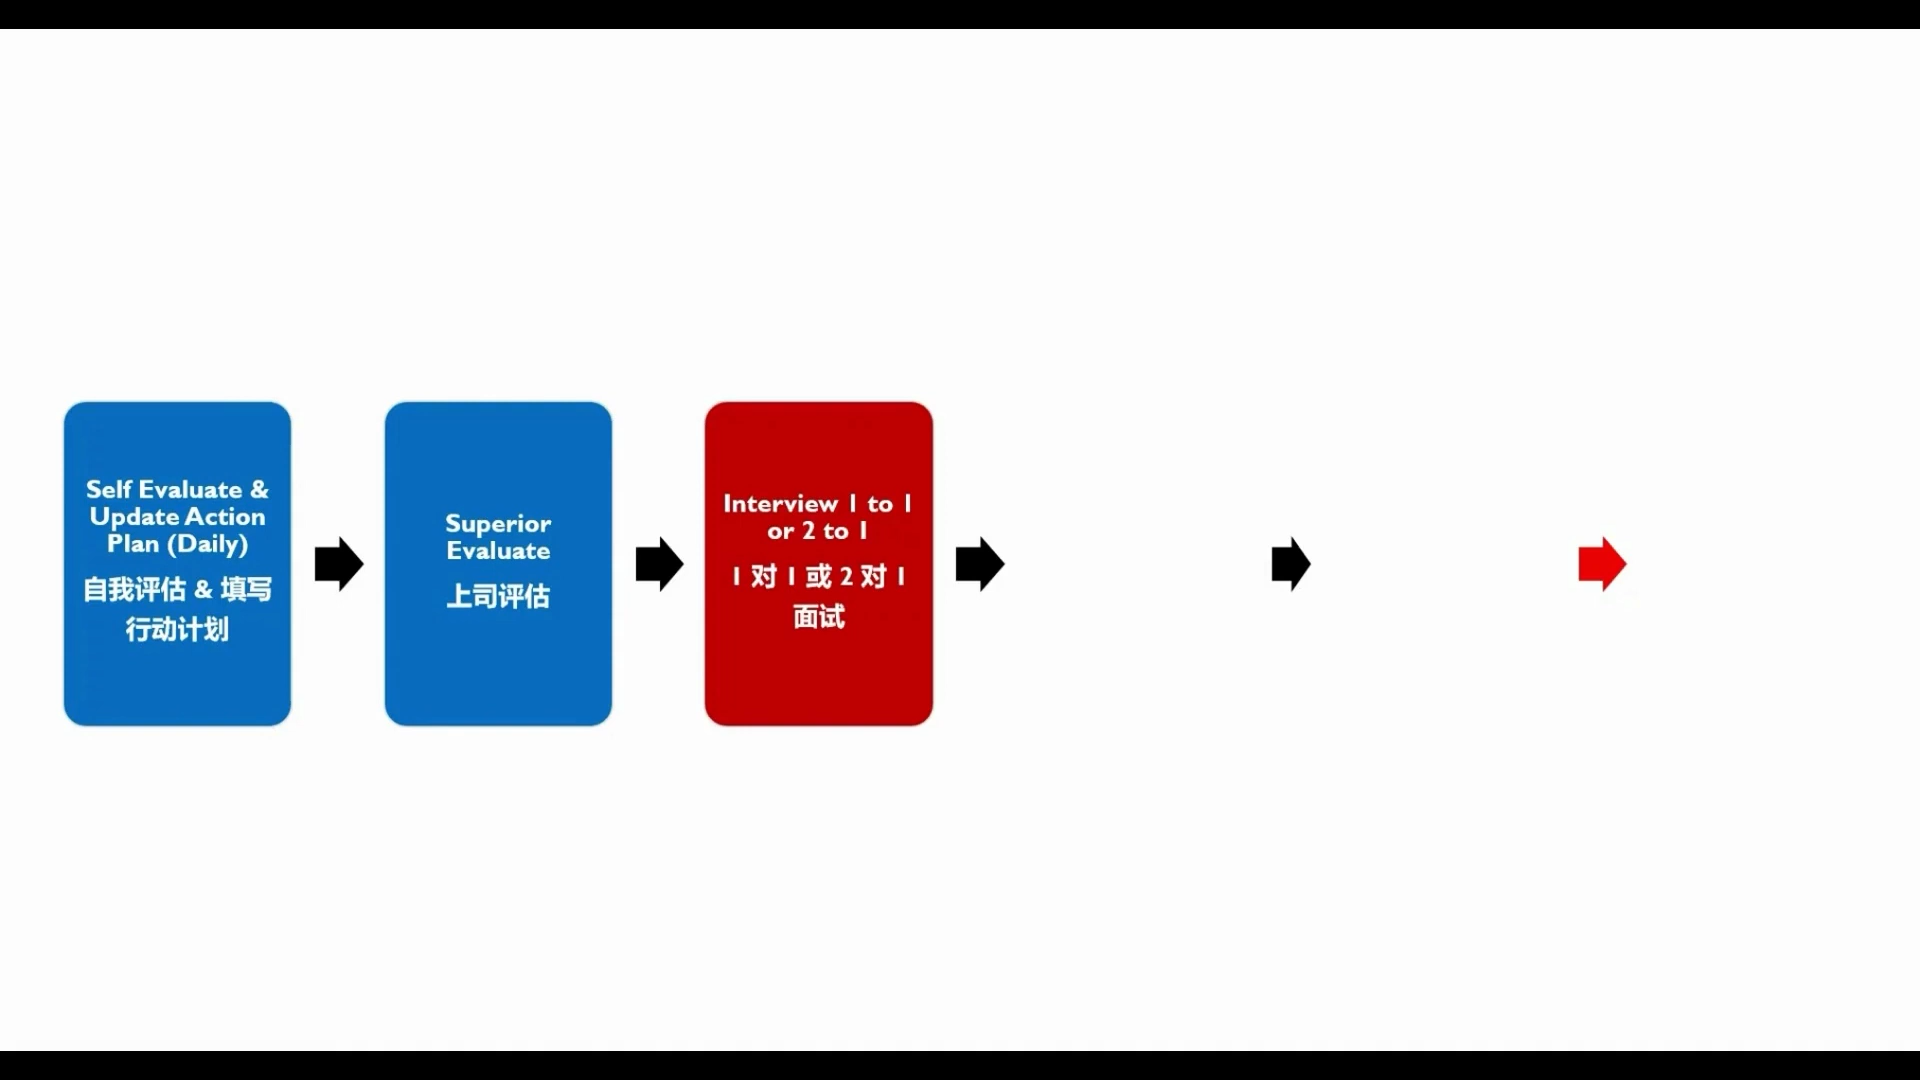 Self Evaluate &
Update Action
Plan (Daily)
自我评估 & 填写
行动计划
Superior
Evaluate
上司评估
Interview 1 to 1
or 2 to 1
1 对 1 或 2 对 1
面试